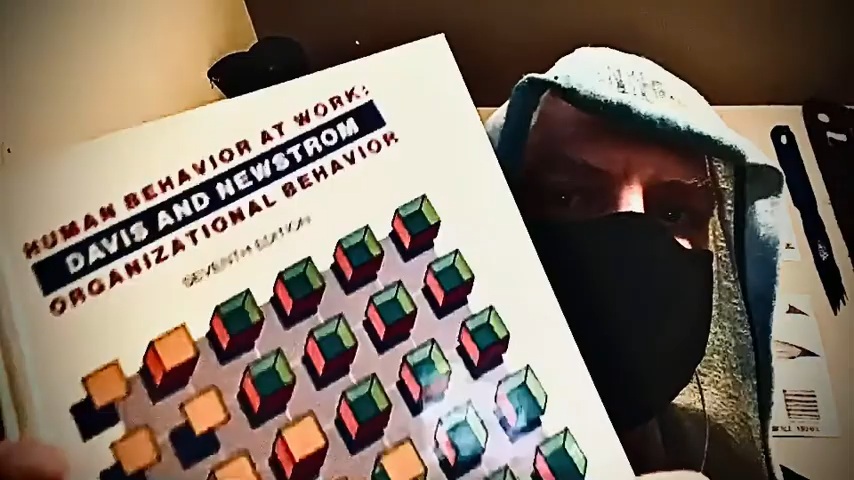 HUMAN BEHAVIOR AT WORK:
DAVIS AND NEWSTROM
ORGANIZATIONAL BEHAVIOR
SEVENTH EDITION